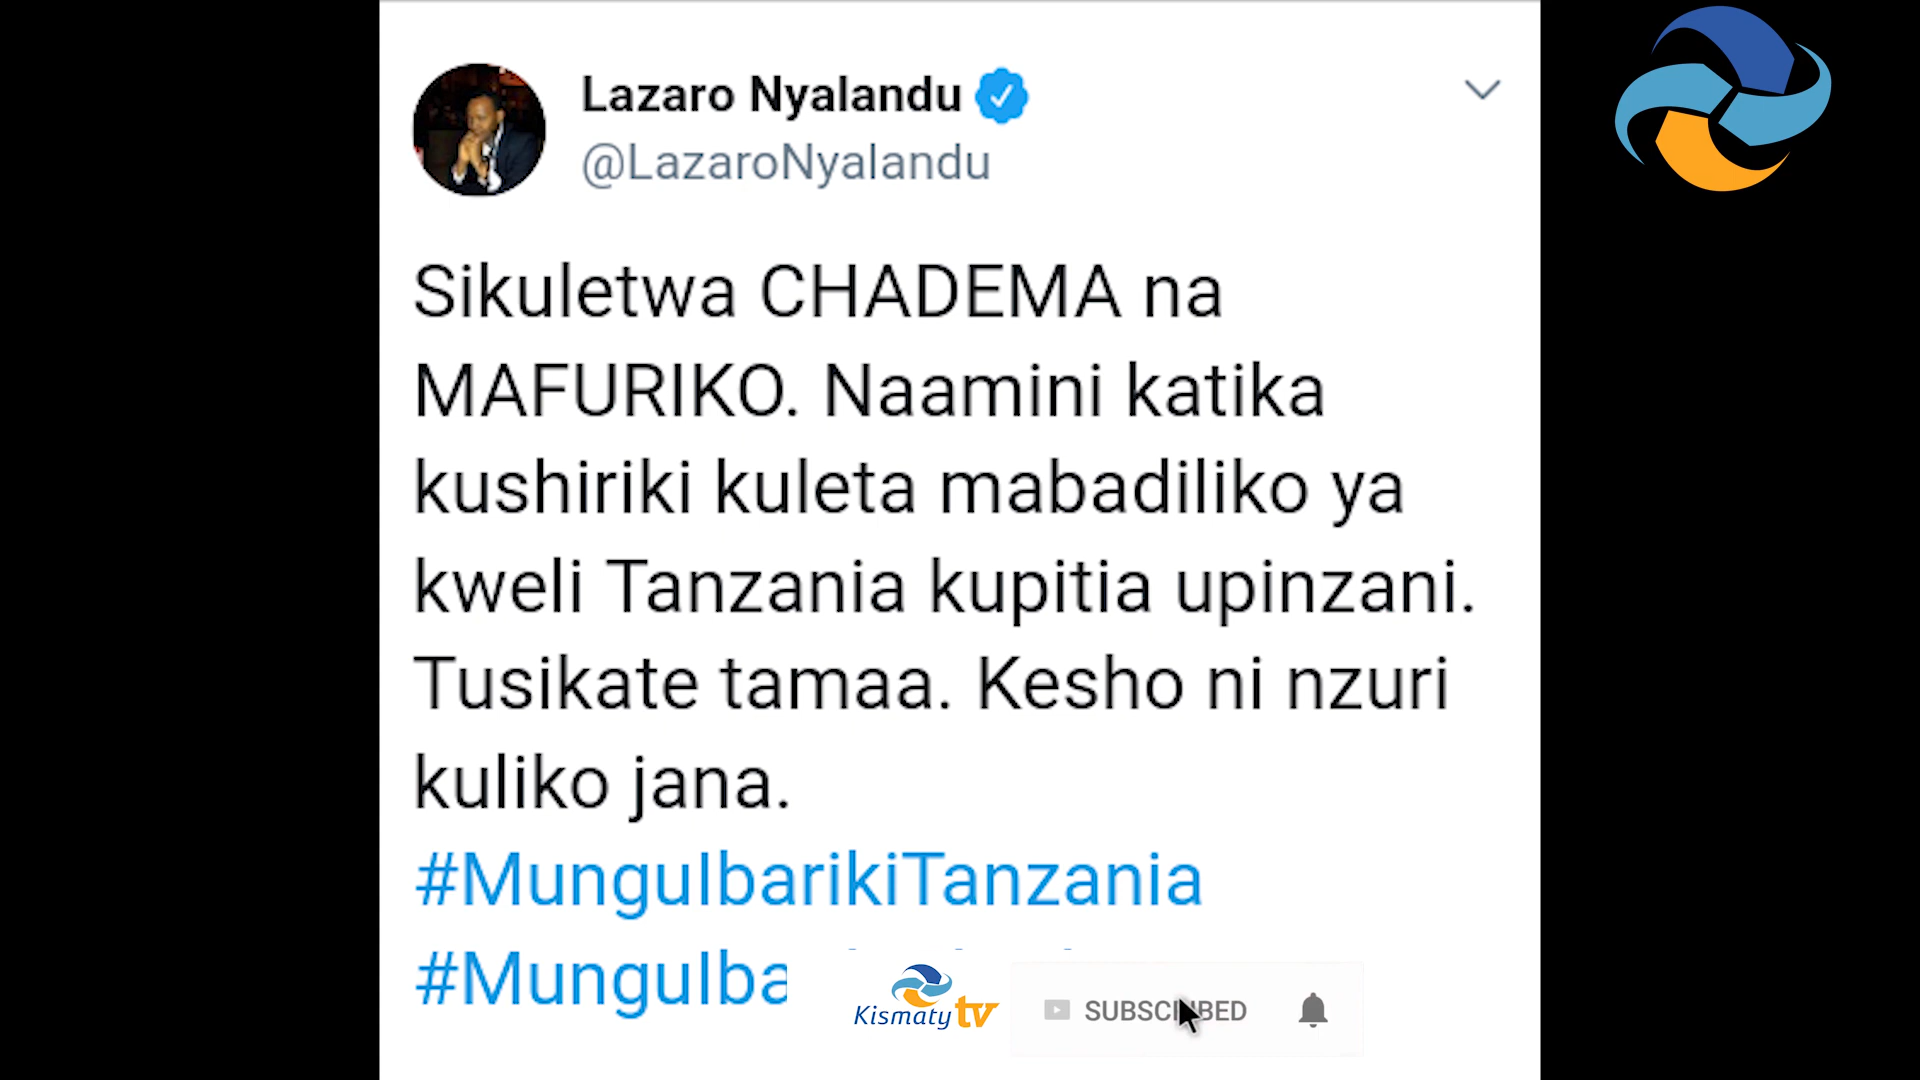 Lazaro Nyalandu
@LazaroNyalandu
Sikuletwa CHADEMA na
MAFURIKO. Naamini katika
kushiriki kuleta mabadiliko ya
kweli Tanzania kupitia upinzani.
Tusikate tamaa. Kesho ni nzuri
kuliko jana.
#MunguIbarikiTanzania
Kismaty tv SUBSCRIBED